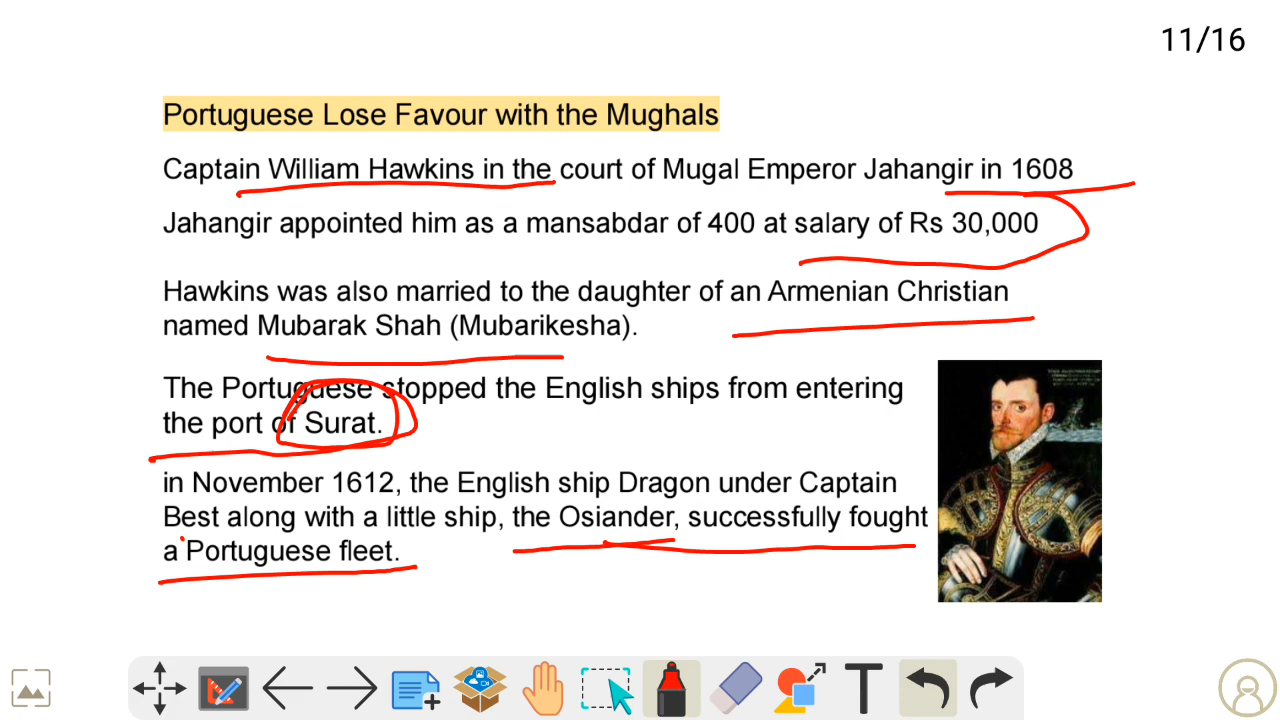 11/16
Portuguese Lose Favour with the Mughals
Captain William Hawkins in the court of Mugal Emperor Jahangir in 1608
Jahangir appointed him as a mansabdar of 400 at salary of Rs 30,000
Hawkins was also married to the daughter of an Armenian Christian
named Mubarak Shah (Mubarikesha).
The Portuguese stopped the English ships from entering
the port of Surat.
in November 1612, the English ship Dragon under Captain
Best along with a little ship, the Osiander, successfully fought
a Portuguese fleet.
T